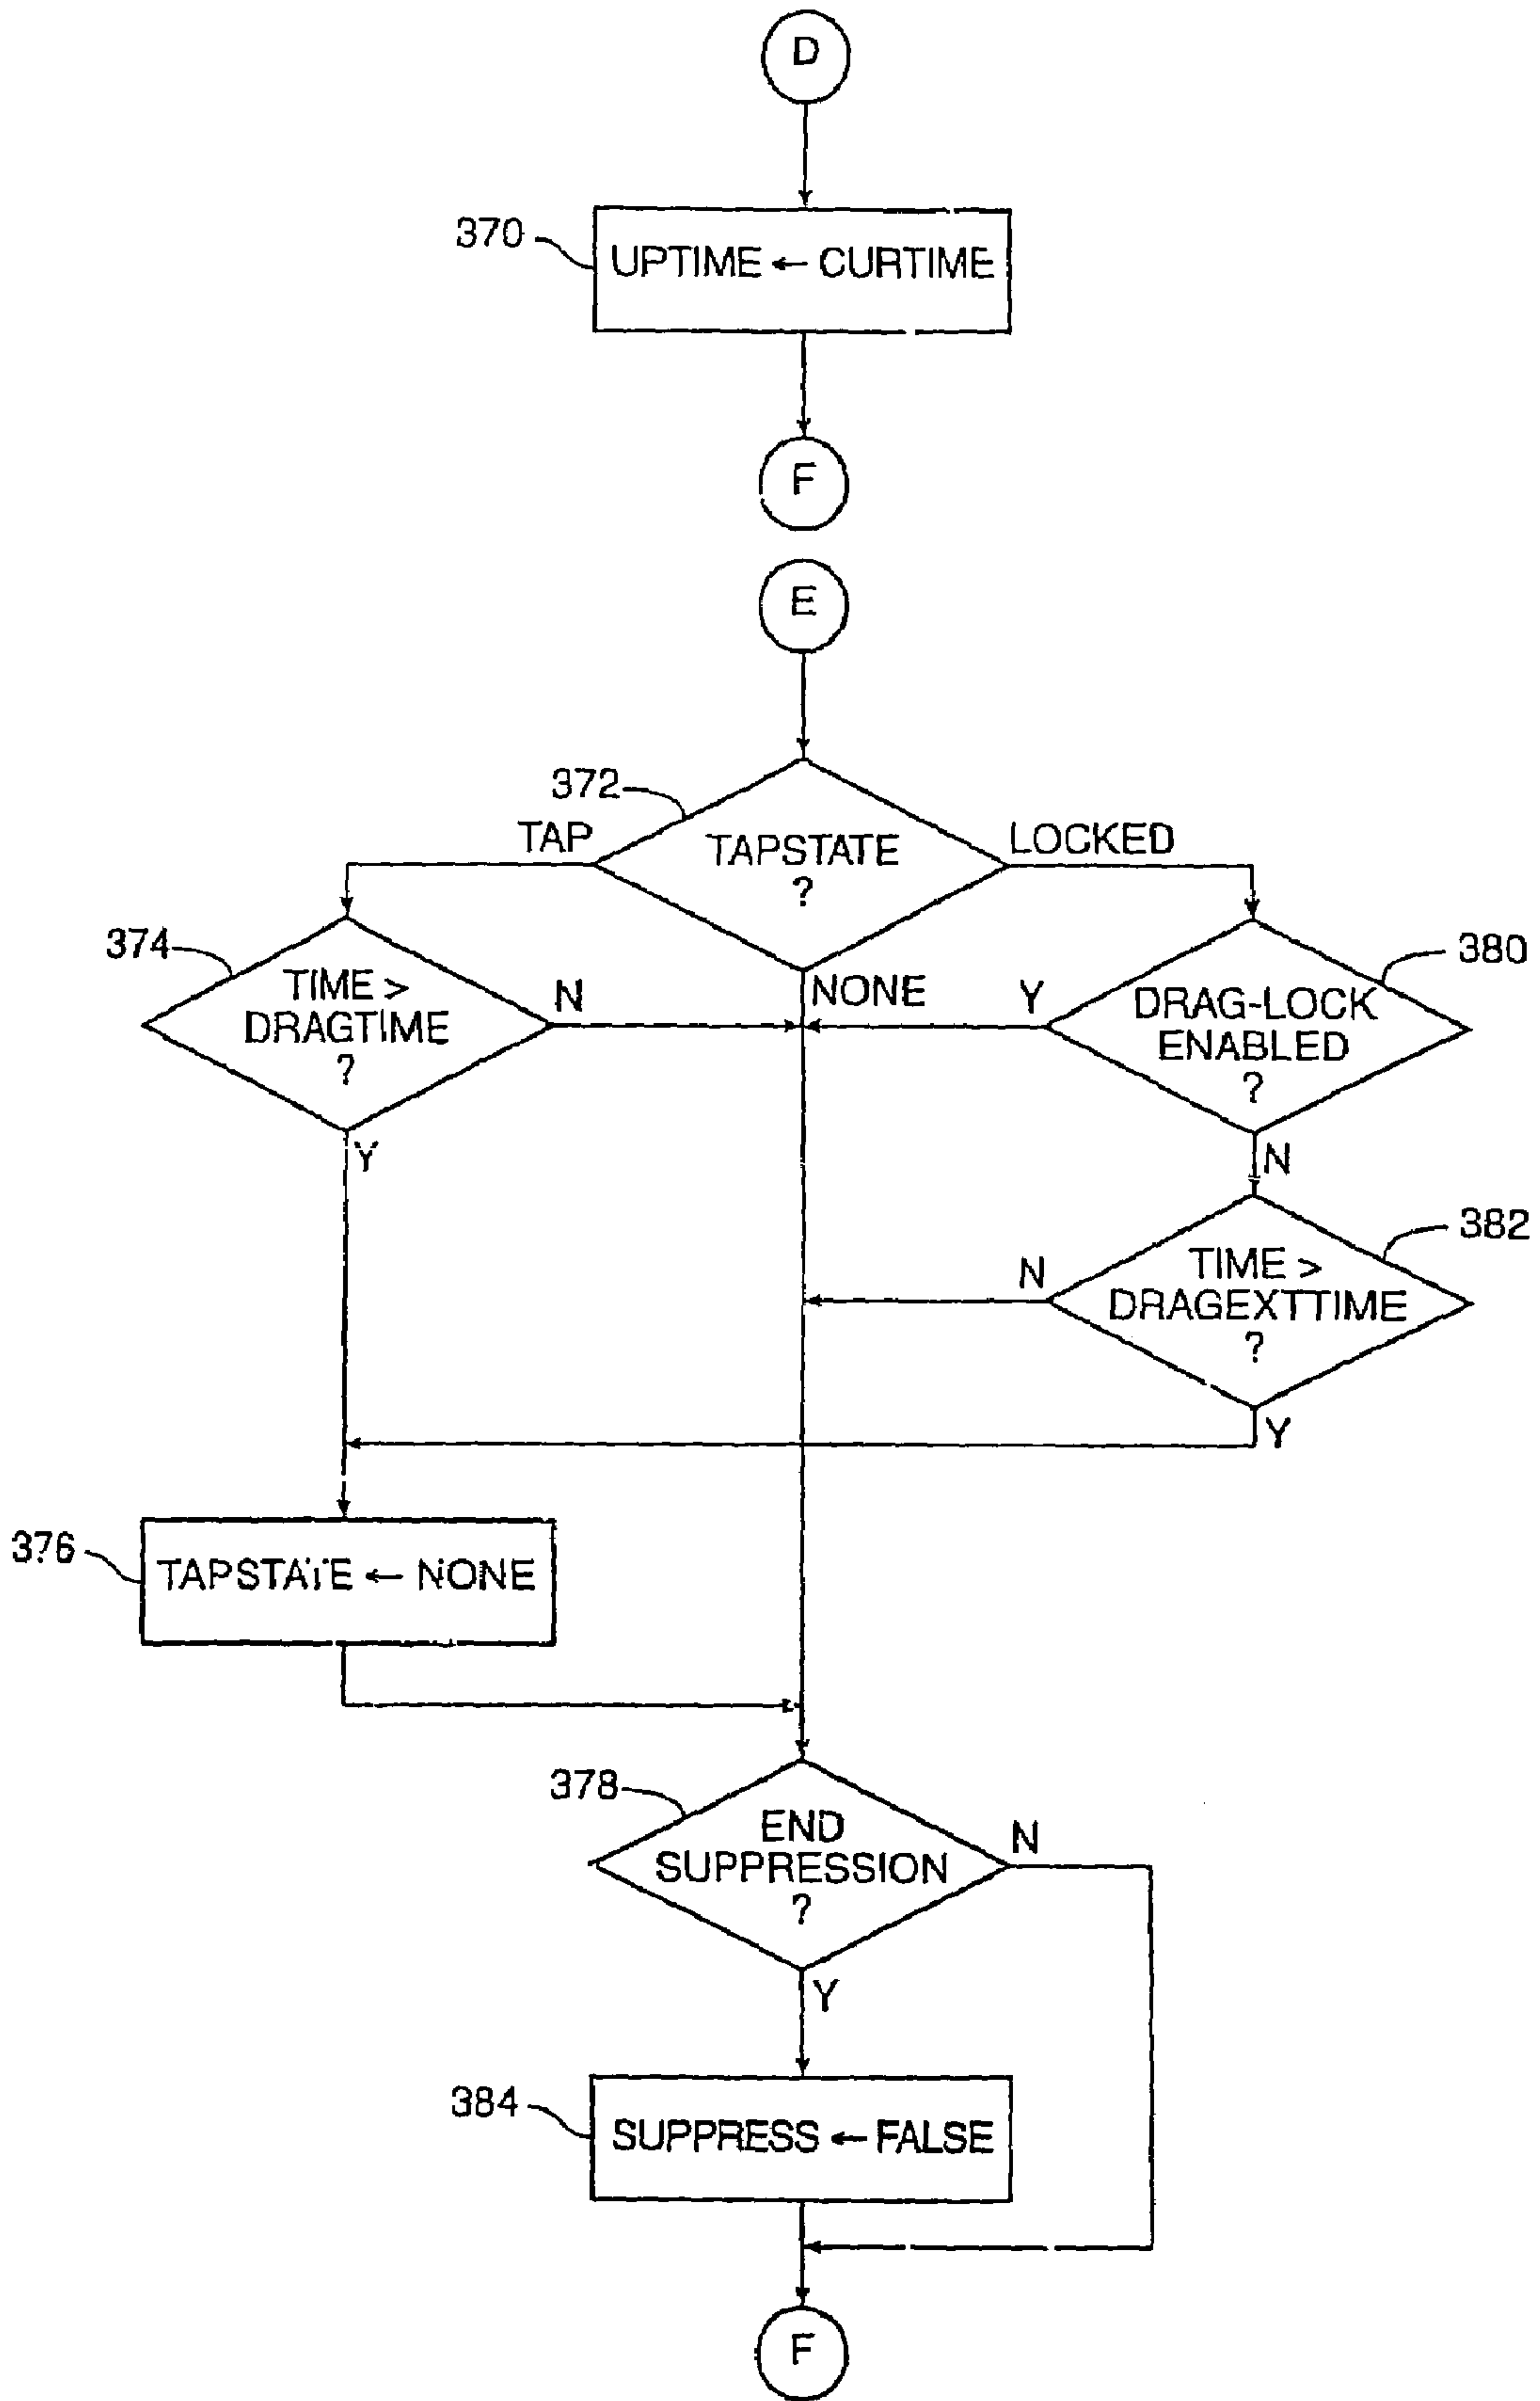 D
370
UPTIME ← CURTIME
F
E
372
TAP
TAPSTATE
?
LOCKED
374
TIME >
DRAGTIME
?
N
NONE
Y
DRAG-LOCK
ENABLED
?
380
Y
N
382
N
TIME >
DRAGEXTTIME
?
Y
376
TAPSTATE ← NONE
378
END
SUPPRESSION
?
N
Y
384
SUPPRESS ← FALSE
F